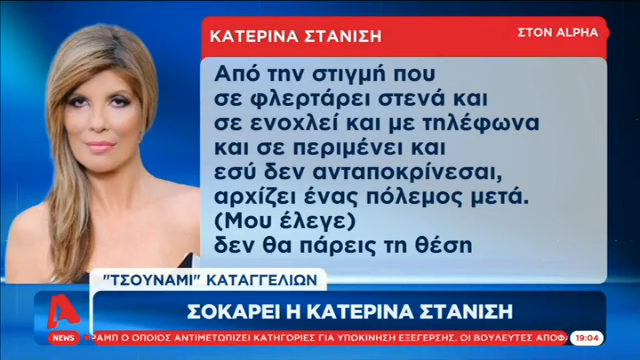 ΚΑΤΕΡΙΝΑ ΣΤΑΝΙΣΗ
ΣΤΟΝ ALPHA
Από την στιγμή που
σε φλερτάρει στενά και
σε ενοχλεί και με τηλέφωνα
και σε περιμένει και
εσύ δεν ανταποκρίνεσαι,
αρχίζει ένας πόλεμος μετά.
(Μου έλεγε)
δεν θα πάρεις τη θέση
"ΤΣΟΥΝΑΜΙ" ΚΑΤΑΓΓΕΛΙΩΝ
ΣΟΚΑΡΕΙ Η ΚΑΤΕΡΙΝΑ ΣΤΑΝΙΣΗ
NEWS
ΡΑΜΠ Ο ΟΠΟΙΟΣ ΑΝΤΙΜΕΤΩΠΙΖΕΙ ΚΑΤΗΓΟΡΙΕΣ ΓΙΑ ΥΠΟΚΙΝΗΣΗ ΕΞΕΓΕΡΣΗΣ. ΟΙ ΒΟΥΛΕΥΤΕΣ ΑΠΟΦ
19:04